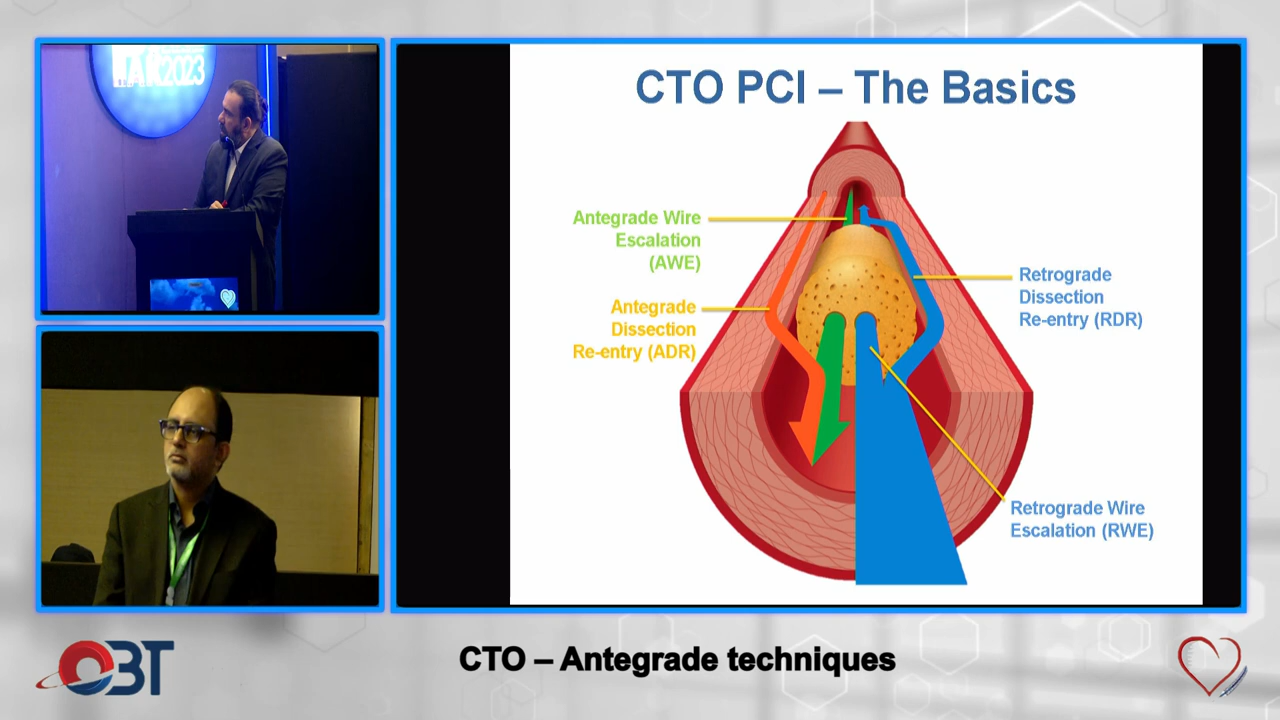 2023
CTO PCI – The Basics
Antegrade Wire
Escalation
(AWE)
Antegrade
Dissection
Re-entry (ADR)
Retrograde
Dissection
Re-entry (RDR)
Retrograde Wire
Escalation (RWE)
OBT
CTO – Antegrade techniques